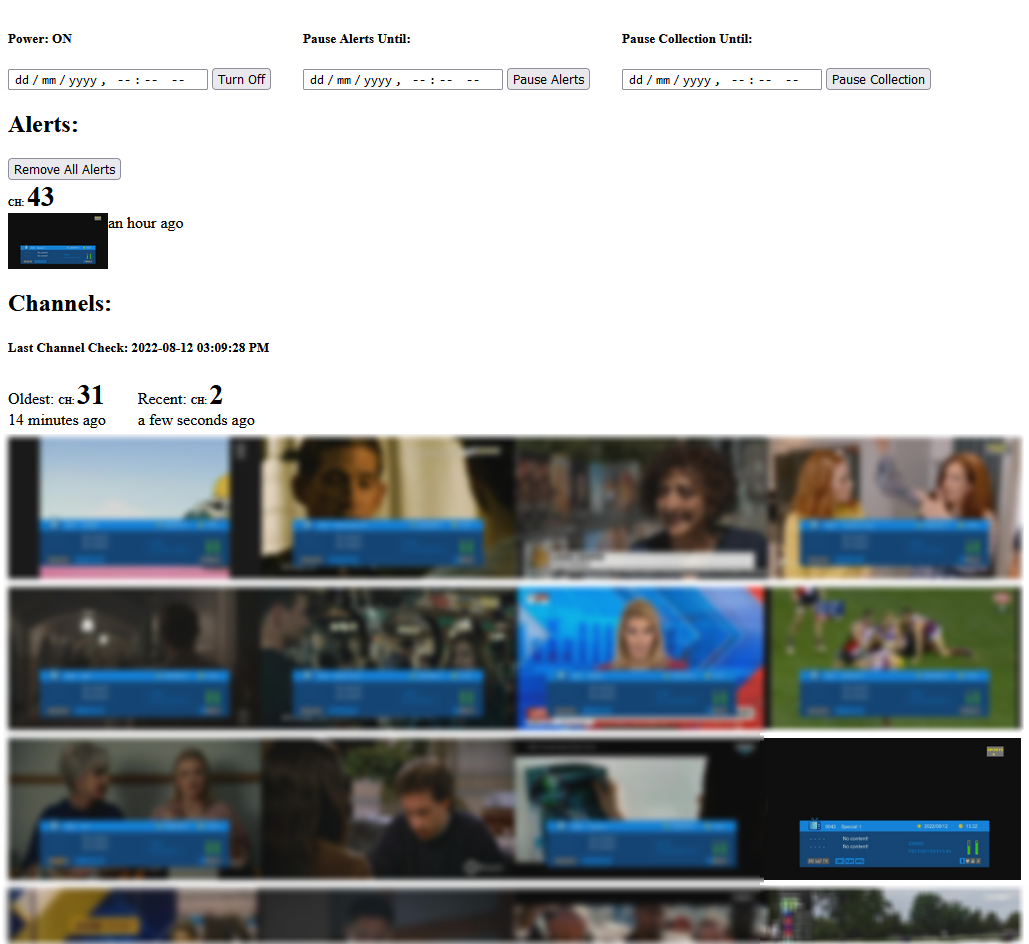 Power: ON
Pause Alerts Until:
Pause Collection Until:
dd / mm / yyyy , -- : -- --
Turn Off
dd / mm / yyyy , -- : -- --
Pause Alerts
dd / mm / yyyy , -- : -- --
Pause Collection
Alerts:
Remove All Alerts
CH: 43
an hour ago
Channels:
Last Channel Check: 2022-08-12 03:09:28 PM
Oldest: CH: 31
14 minutes ago
Recent: CH: 2
a few seconds ago
0043 Special 1 2022/08/12
No content!
No content!